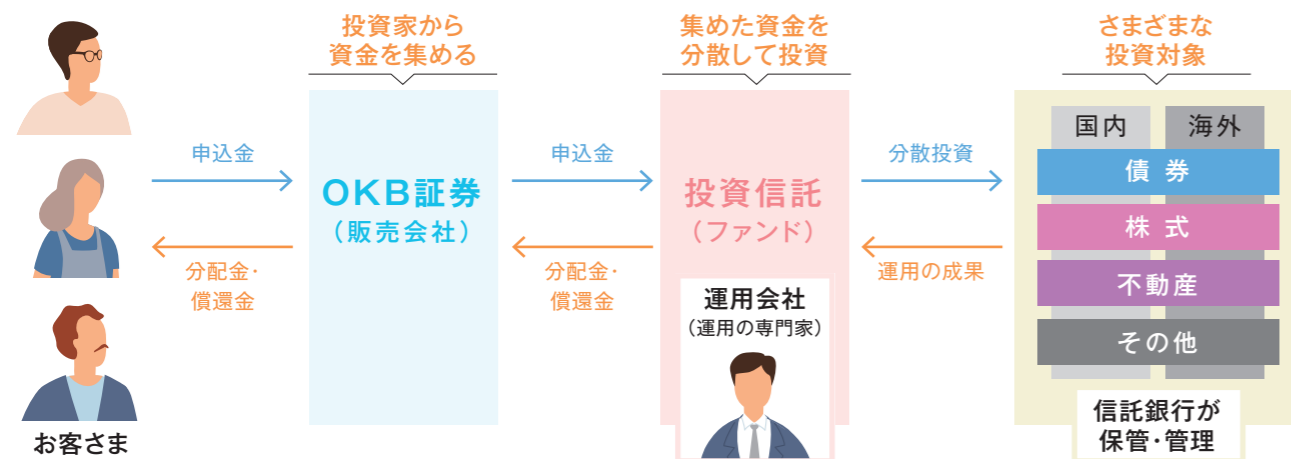 投資家から
資金を集める
集めた資金を
分散して投資
さまざまな
投資対象
国内
海外
申込金
申込金
分散投資
債券
OKB証券
（販売会社）
投資信託
（ファンド）
株式
分配金・
償還金
分配金・
償還金
運用の成果
不動産
運用会社
（運用の専門家）
その他
お客さま
信託銀行が
保管・管理